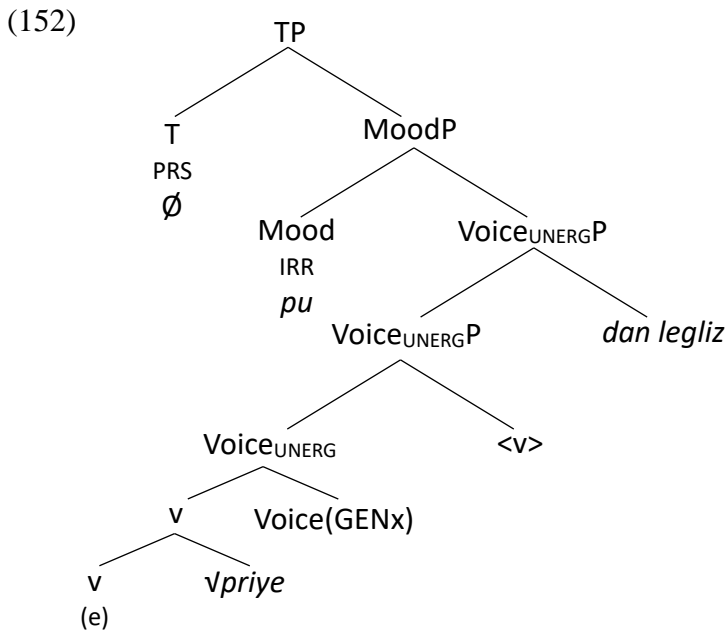 (152)
TP
T MoodP
PRS
Ø
Mood VoiceUNERGP
IRR
pu
VoiceUNERGP dan legliz
VoiceUNERG <v>
v Voice(GENx)
v √priye
(e)